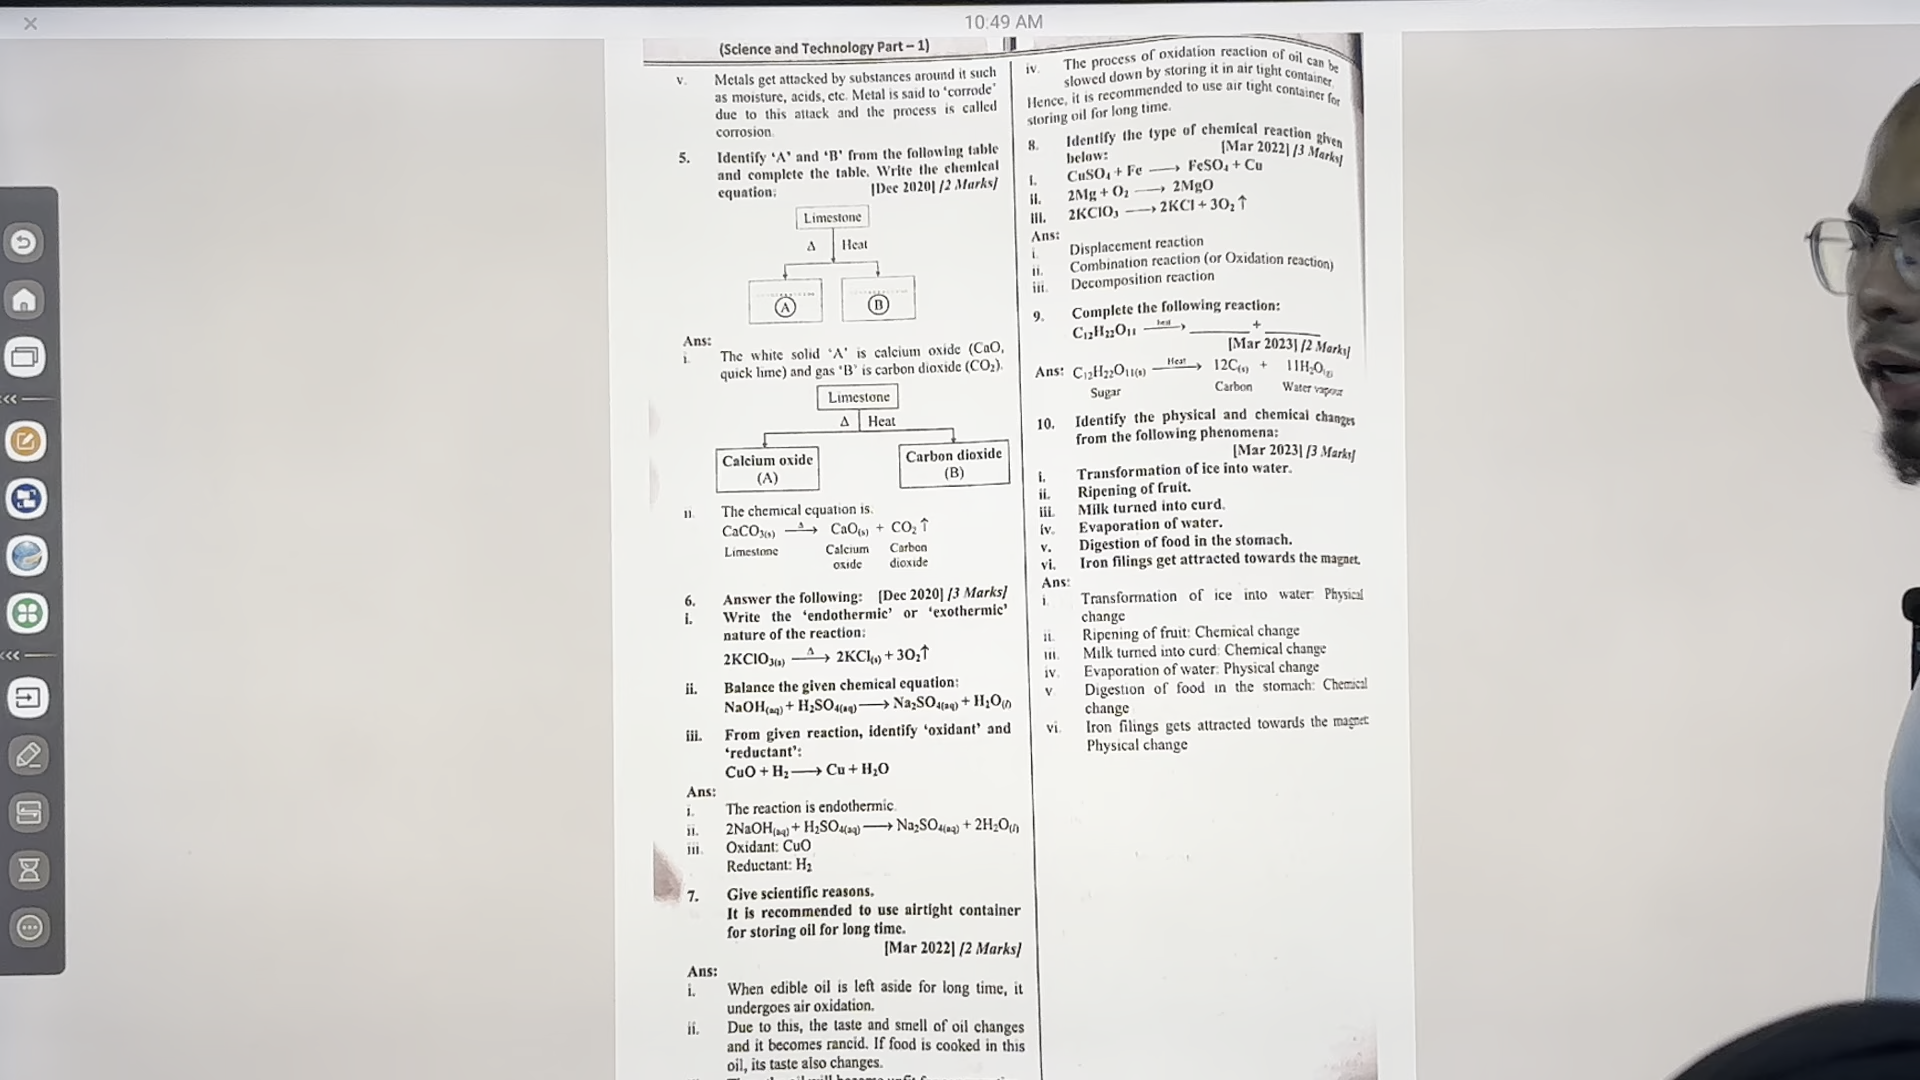 10:49 AM
(Science and Technology Part – 1)
v. Metals get attacked by substances around it such
as moisture, acids, etc. Metal is said to ‘corrode’
due to this attack and the process is called
corrosion.
5. Identify ‘A’ and ‘B’ from the following table
and complete the table. Write the chemical
equation: [Dec 2020] [2 Marks]
Limestone
Δ Heat
A B
Ans:
i. The white solid ‘A’ is calcium oxide (CaO,
quick lime) and gas ‘B’ is carbon dioxide (CO₂).
Limestone
Δ Heat
Calcium oxide
(A)
Carbon dioxide
(B)
ii. The chemical equation is:
CaCO₃(s) —Δ→ CaO(s) + CO₂ ↑
Limestone Calcium Carbon
oxide dioxide
6. Answer the following: [Dec 2020] [3 Marks]
i. Write the ‘endothermic’ or ‘exothermic’
nature of the reaction:
2KClO₃(s) —Δ→ 2KCl(s) + 3O₂↑
ii. Balance the given chemical equation:
NaOH(aq) + H₂SO₄(aq) ⟶ Na₂SO₄(aq) + H₂O(l)
iii. From given reaction, identify ‘oxidant’ and
‘reductant’:
CuO + H₂ ⟶ Cu + H₂O
Ans:
i. The reaction is endothermic.
ii. 2NaOH(aq) + H₂SO₄(aq) ⟶ Na₂SO₄(aq) + 2H₂O(l)
iii. Oxidant: CuO
Reductant: H₂
7. Give scientific reasons.
It is recommended to use airtight container
for storing oil for long time.
[Mar 2022] [2 Marks]
Ans:
i. When edible oil is left aside for long time, it
undergoes air oxidation.
ii. Due to this, the taste and smell of oil changes
and it becomes rancid. If food is cooked in this
oil, its taste also changes.
iv. The process of oxidation reaction of oil can be
slowed down by storing it in air tight container.
Hence, it is recommended to use air tight container for
storing oil for long time.
8. Identify the type of chemical reaction given
below: [Mar 2022] [3 Marks]
i. CuSO₄ + Fe ⟶ FeSO₄ + Cu
ii. 2Mg + O₂ ⟶ 2MgO
iii. 2KClO₃ ⟶ 2KCl + 3O₂ ↑
Ans:
i. Displacement reaction
ii. Combination reaction (or Oxidation reaction)
iii. Decomposition reaction
9. Complete the following reaction:
C₁₂H₂₂O₁₁ —heat→ ______ + ______
[Mar 2023] [2 Marks]
Ans: C₁₂H₂₂O₁₁(s) —Heat→ 12C(s) + 11H₂O(g)
Sugar Carbon Water vapour
10. Identify the physical and chemical changes
from the following phenomena:
[Mar 2023] [3 Marks]
i. Transformation of ice into water.
ii. Ripening of fruit.
iii. Milk turned into curd.
iv. Evaporation of water.
v. Digestion of food in the stomach.
vi. Iron filings get attracted towards the magnet.
Ans:
i. Transformation of ice into water: Physical
change
ii. Ripening of fruit: Chemical change
iii. Milk turned into curd: Chemical change
iv. Evaporation of water: Physical change
v. Digestion of food in the stomach: Chemical
change
vi. Iron filings gets attracted towards the magnet:
Physical change